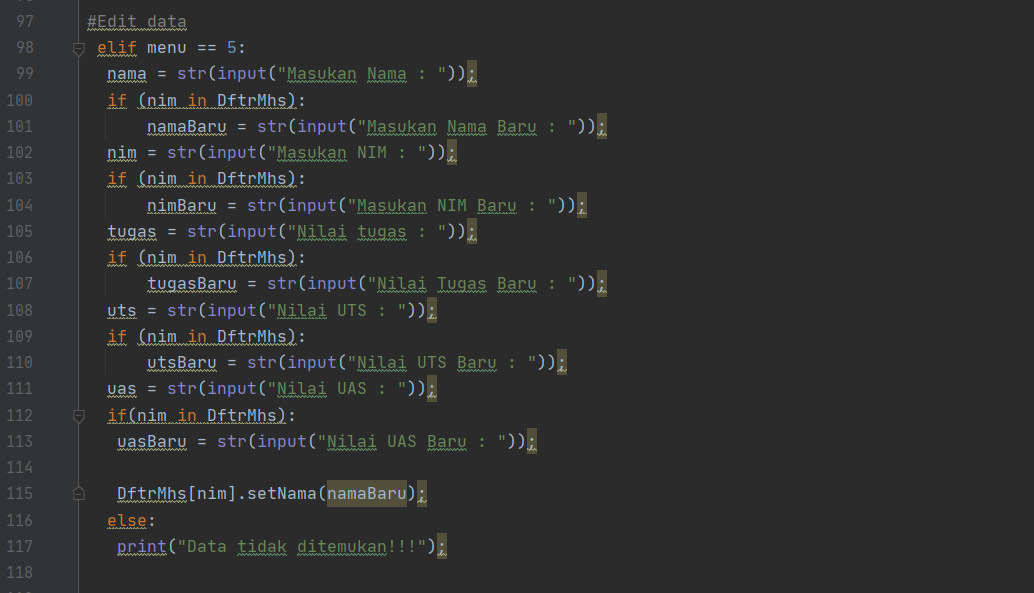 97 #Edit data
98 elif menu == 5:
99 nama = str(input("Masukan Nama : "));
100 if (nim in DftrMhs):
101 namaBaru = str(input("Masukan Nama Baru : "));
102 nim = str(input("Masukan NIM : "));
103 if (nim in DftrMhs):
104 nimBaru = str(input("Masukan NIM Baru : "));
105 tugas = str(input("Nilai tugas : "));
106 if (nim in DftrMhs):
107 tugasBaru = str(input("Nilai Tugas Baru : "));
108 uts = str(input("Nilai UTS : "));
109 if (nim in DftrMhs):
110 utsBaru = str(input("Nilai UTS Baru : "));
111 uas = str(input("Nilai UAS : "));
112 if(nim in DftrMhs):
113 uasBaru = str(input("Nilai UAS Baru : "));
114
115 DftrMhs[nim].setNama(namaBaru);
116 else:
117 print("Data tidak ditemukan!!!");
118